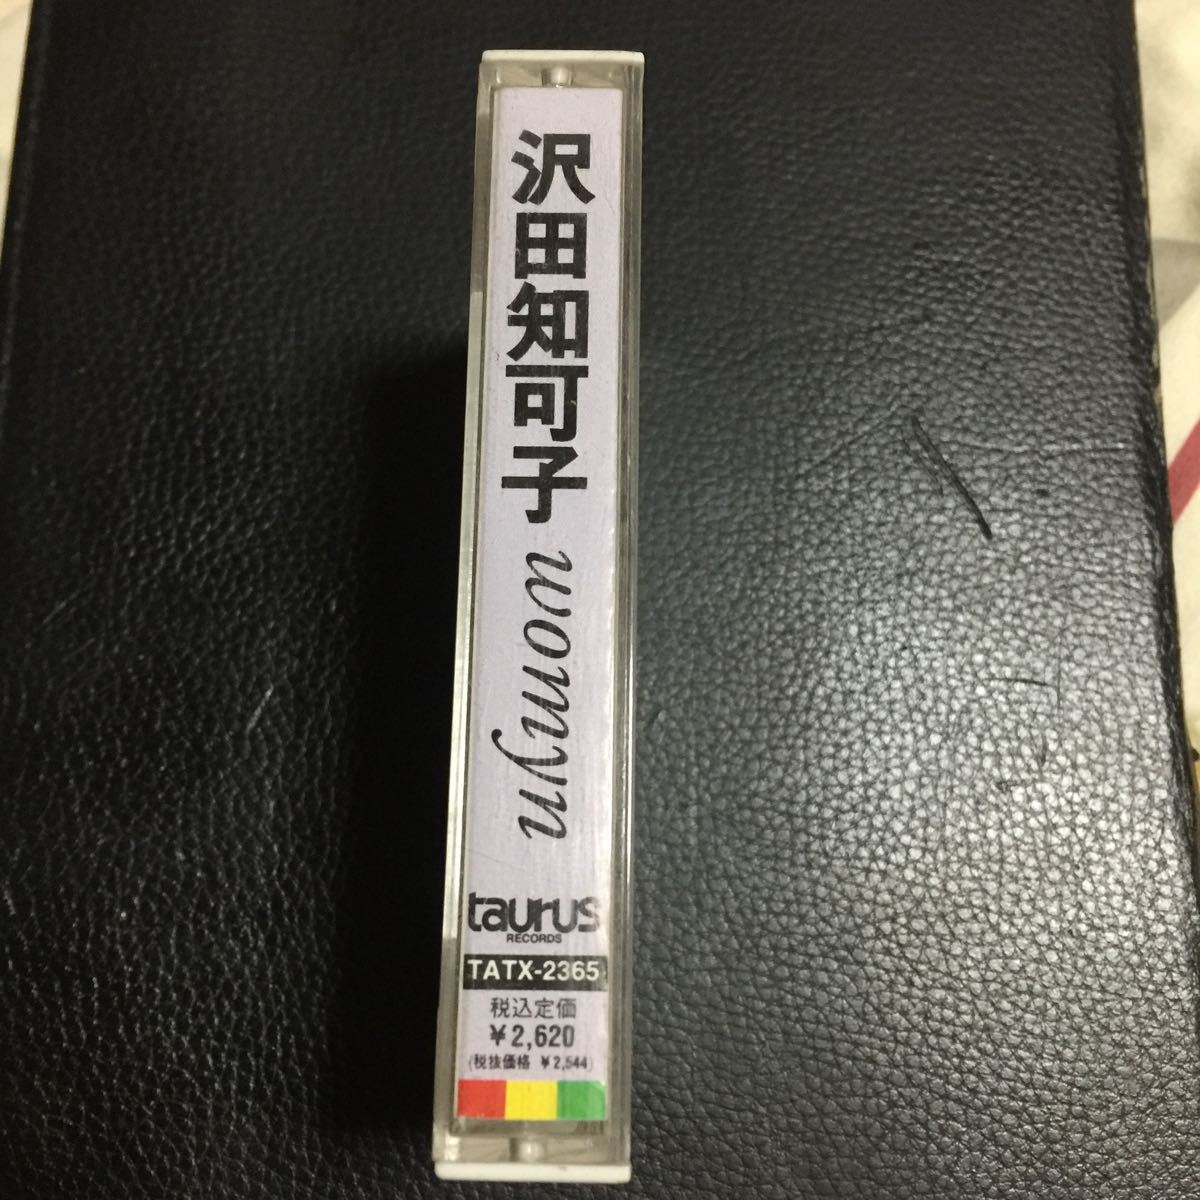 沢田知可子 womyn
taurus
RECORDS
TATX-2365
税込定価
¥2,620
(税抜価格 ¥2,544)